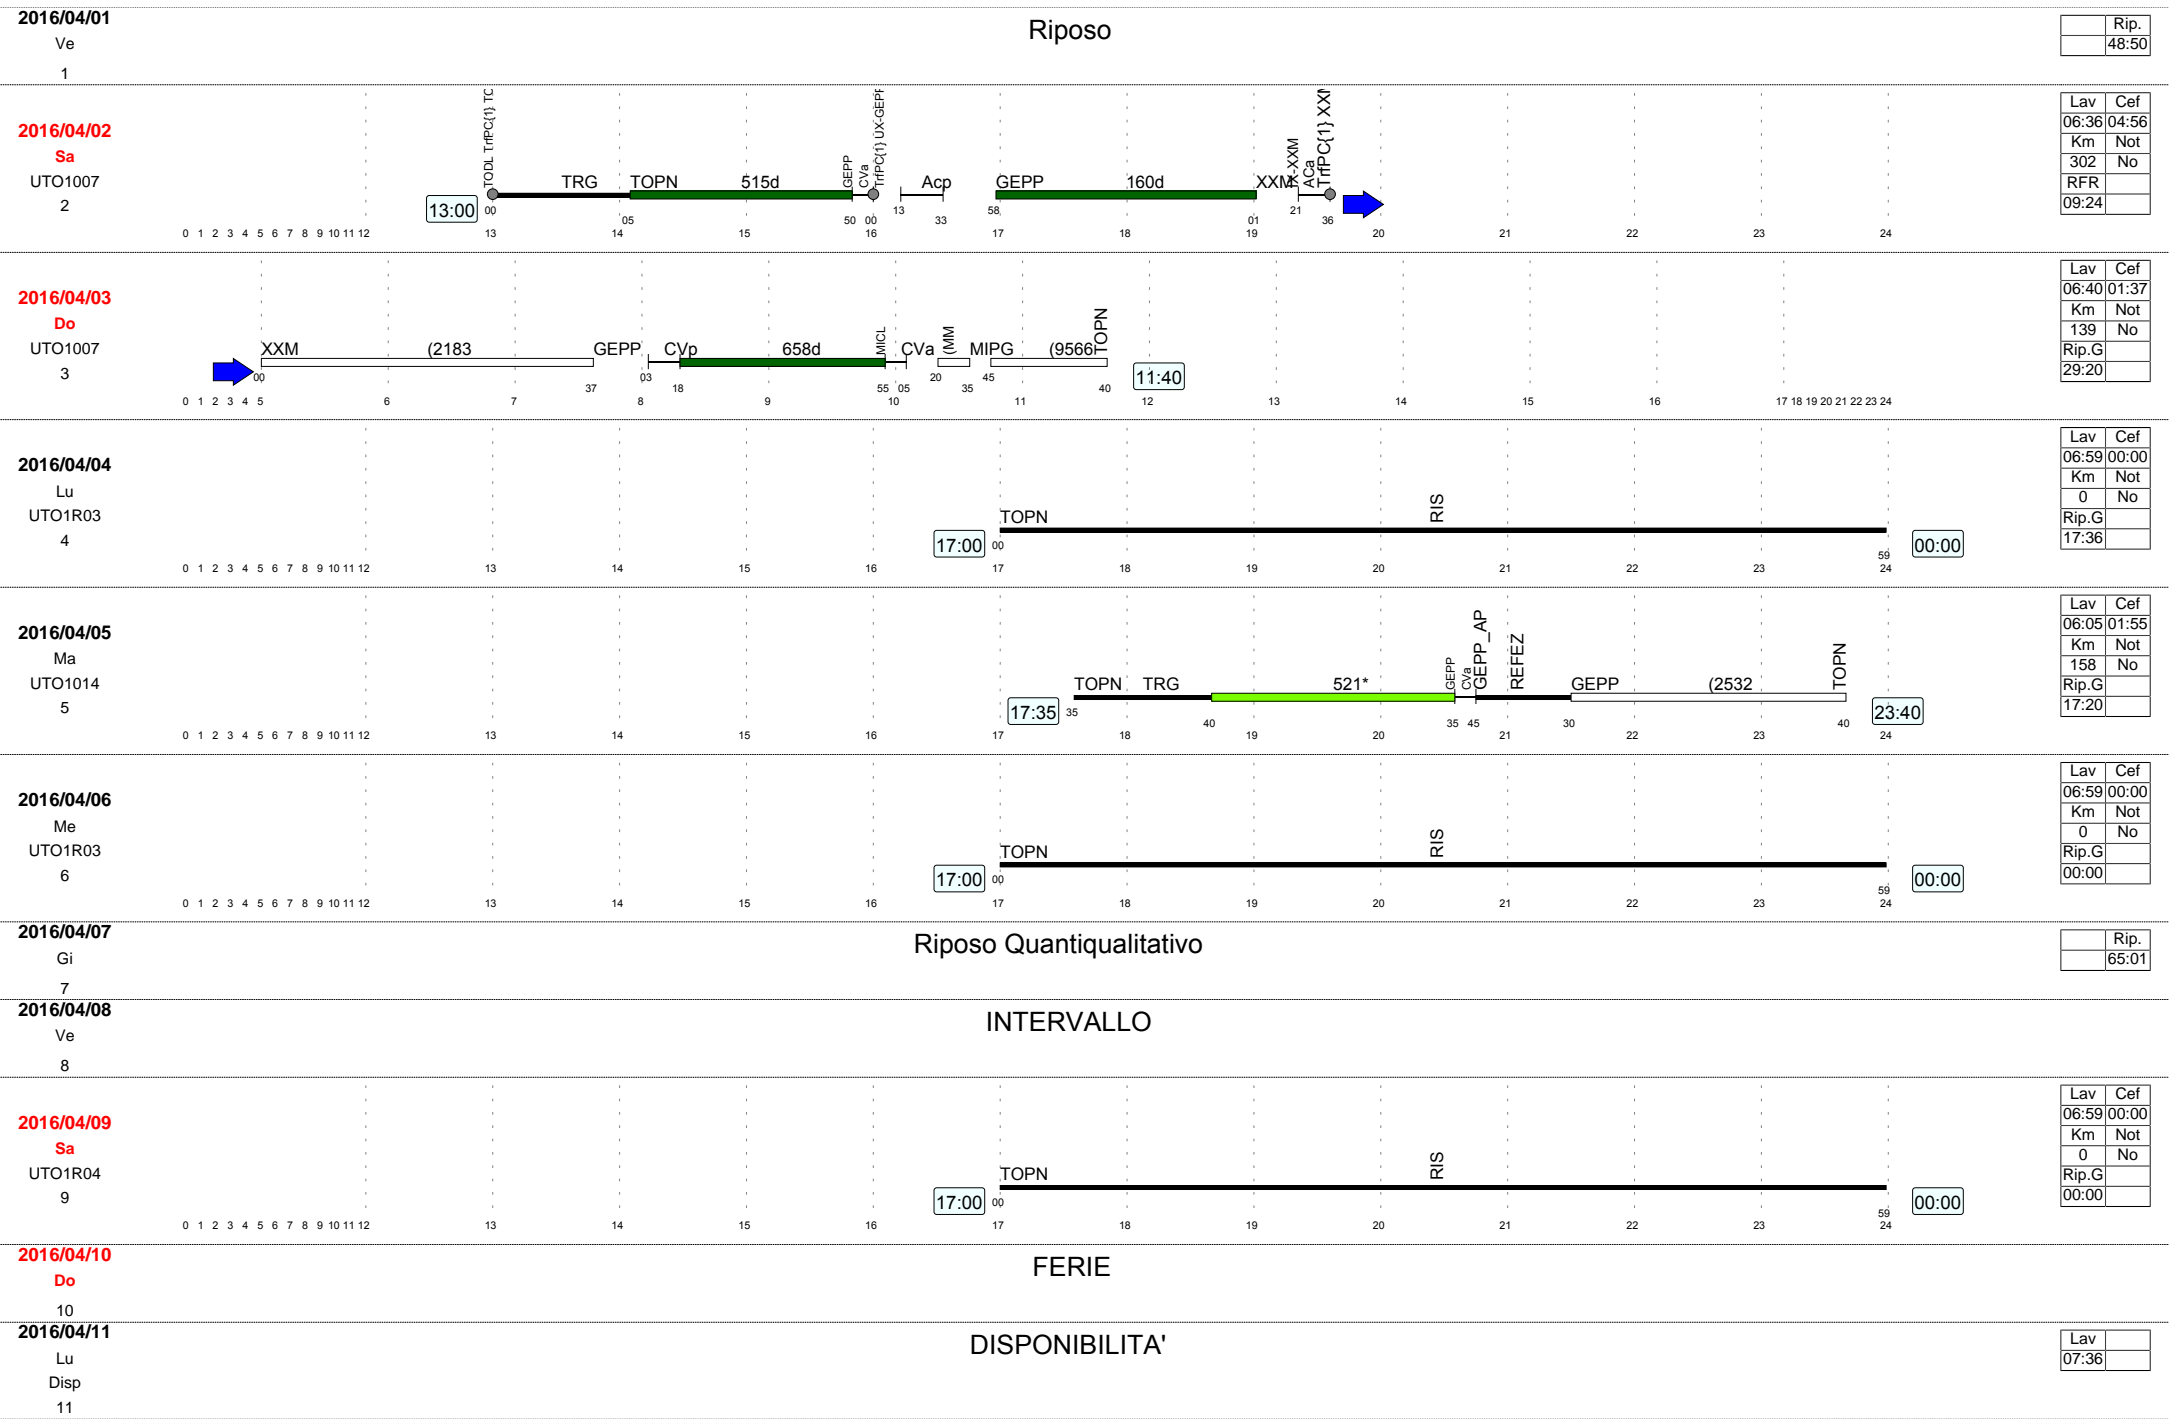 2016/04/01
Ve
1
Riposo
Rip.
48:50
2016/04/02
Sa
UTO1007
2
13:00
TODL TrfPC{1} TC
TRG
TOPN
515d
GEPP
CVa
TrfPC{1} UX-GEPF
Acp
GEPP
160d
XXM
ACa
00 05 50 00 13 33 58 01 21 36
0 1 2 3 4 5 6 7 8 9 10 11 12 13 14 15 16 17 18 19 20 21 22 23 24
Lav Cef
06:36 04:56
Km Not
302 No
RFR
09:24
2016/04/03
Do
UTO1007
3
XXM
(2183
GEPP
CVp
658d
MICL
CVa
(MM
MIPG
(9566
TOPN
11:40
00 37 03 18 55 05 20 35 45 40
0 1 2 3 4 5 6 7 8 9 10 11 12 13 14 15 16 17 18 19 20 21 22 23 24
Lav Cef
06:40 01:37
Km Not
139 No
Rip.G
29:20
2016/04/04
Lu
UTO1R03
4
17:00
TOPN
RIS
00:00
00 59
0 1 2 3 4 5 6 7 8 9 10 11 12 13 14 15 16 17 18 19 20 21 22 23 24
Lav Cef
06:59 00:00
Km Not
0 No
Rip.G
17:36
2016/04/05
Ma
UTO1014
5
17:35
TOPN
TRG
521*
GEPP
CVa
GEPP_AP
REFEZ
GEPP
(2532
TOPN
23:40
35 40 35 45 30 40
0 1 2 3 4 5 6 7 8 9 10 11 12 13 14 15 16 17 18 19 20 21 22 23 24
Lav Cef
06:05 01:55
Km Not
158 No
Rip.G
17:20
2016/04/06
Me
UTO1R03
6
17:00
TOPN
RIS
00:00
00 59
0 1 2 3 4 5 6 7 8 9 10 11 12 13 14 15 16 17 18 19 20 21 22 23 24
Lav Cef
06:59 00:00
Km Not
0 No
Rip.G
00:00
2016/04/07
Gi
7
Riposo Quantiqualitativo
Rip.
65:01
2016/04/08
Ve
8
INTERVALLO
2016/04/09
Sa
UTO1R04
9
17:00
TOPN
RIS
00:00
00 59
0 1 2 3 4 5 6 7 8 9 10 11 12 13 14 15 16 17 18 19 20 21 22 23 24
Lav Cef
06:59 00:00
Km Not
0 No
Rip.G
00:00
2016/04/10
Do
10
FERIE
2016/04/11
Lu
Disp
11
DISPONIBILITA'
Lav
07:36